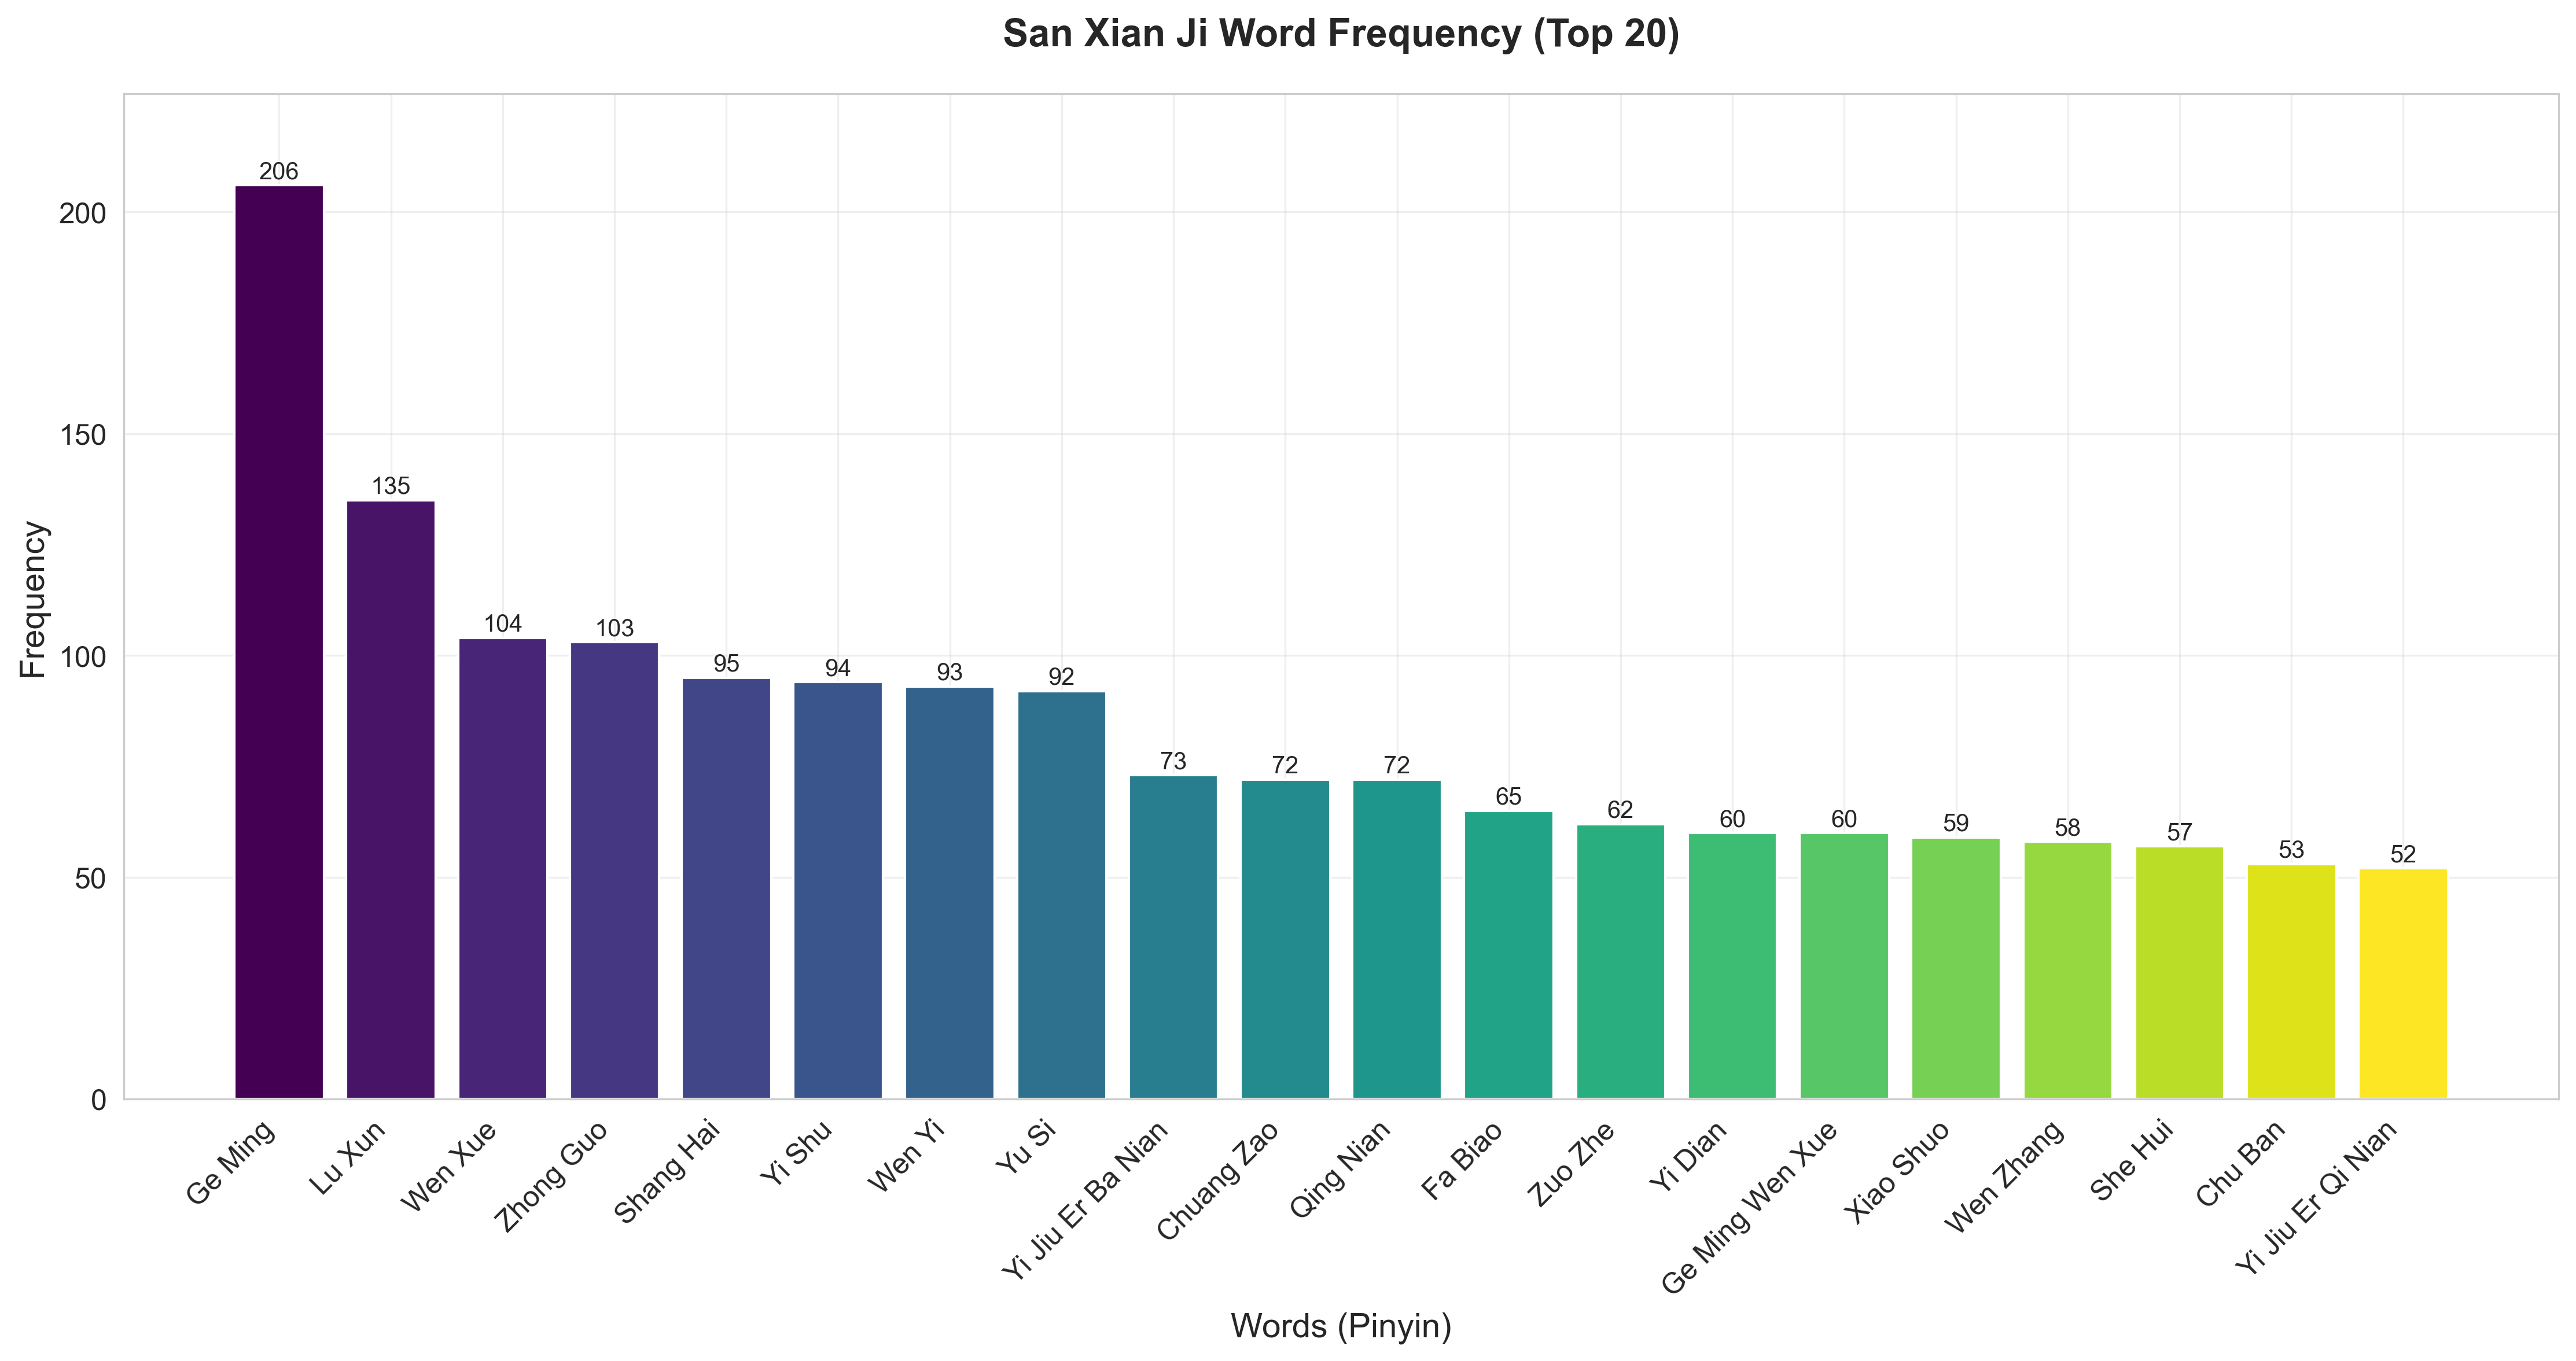 San Xian Ji Word Frequency (Top 20)
Frequency
200
150
100
50
0
206
135
104
103
95
94
93
92
73
72
72
65
62
60
60
59
58
57
53
52
Ge Ming
Lu Xun
Wen Xue
Zhong Guo
Shang Hai
Yi Shu
Wen Yi
Yu Si
Yi Jiu Er Ba Nian
Chuang Zao
Qing Nian
Fa Biao
Zuo Zhe
Yi Dian
Ge Ming Wen Xue
Xiao Shuo
Wen Zhang
She Hui
Chu Ban
Yi Jiu Er Qi Nian
Words (Pinyin)